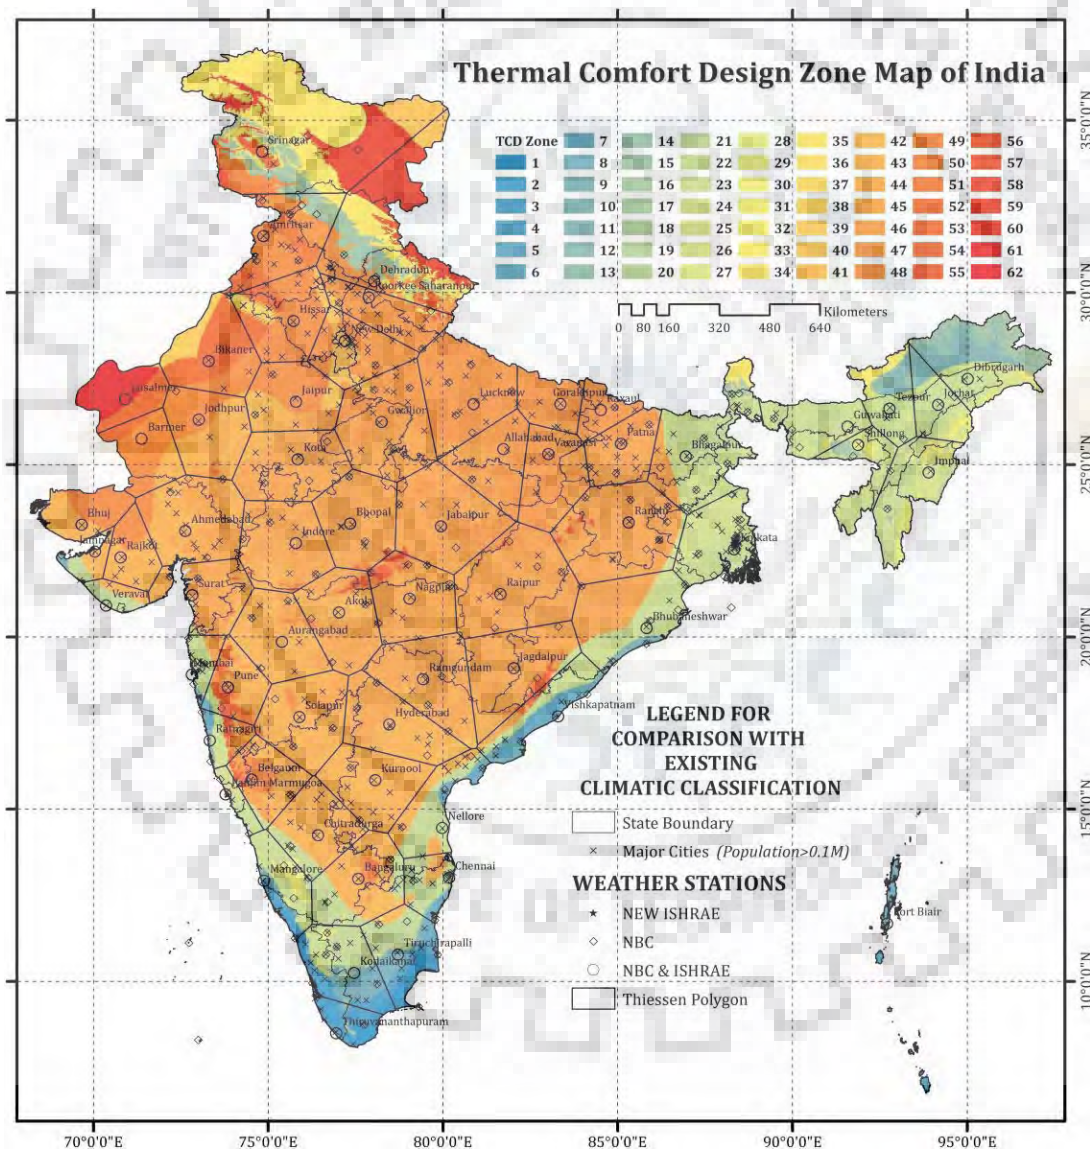 Thermal Comfort Design Zone Map of India
TCD Zone
1
2
3
4
5
6
7
8
9
10
11
12
13
14
15
16
17
18
20
21
22
23
24
25
26
27
28
29
30
31
32
33
34
35
36
37
38
39
40
41
42
43
44
45
46
47
48
49
50
51
52
53
54
55
56
57
58
59
60
61
62
Kilometers
0 80 160 320 480 640
35°0'0"N
30°0'0"N
25°0'0"N
20°0'0"N
15°0'0"N
10°0'0"N
Srinagar
Amritsar
Dehradun
Roorkee Saharanpur
Hissar
New Delhi
Bikaner
Jaisalmer
Jaipur
Jodhpur
Barmer
Gwalior
Lucknow
Gorakhpur
Raxaul
Dibrugarh
Tezpur
Jorhat
Guwahati
Shillong
Imphal
Kota
Allahabad
Varanasi
Patna
Bhagalpur
Bhuj
Ahmedabad
Jamnagar
Rajkot
Indore
Bhopal
Jabalpur
Ranchi
Kolkata
Veraval
Surat
Akola
Nagpur
Raipur
Aurangabad
Bhubneshwar
Mumbai
Pune
Ramgundam
Jagdalpur
Solapur
Hyderabad
Vishkapatnam
Ratnagiri
Belgaum
Kurnool
Marmugoa
Chitradurga
Nellore
Mangalore
Bangaluru
Chennai
Tiruchirapalli
Kodaikanal
Thiruvananthapuram
Port Blair
LEGEND FOR
COMPARISON WITH
EXISTING
CLIMATIC CLASSIFICATION
State Boundary
Major Cities (Population>0.1M)
WEATHER STATIONS
NEW ISHRAE
NBC
NBC & ISHRAE
Thiessen Polygon
70°0'0"E
75°0'0"E
80°0'0"E
85°0'0"E
90°0'0"E
95°0'0"E